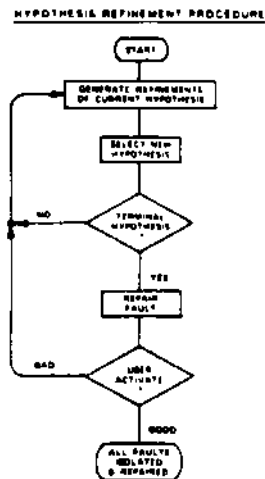 HYPOTHESIS REFINEMENT PROCEDURE
START
GENERATE REFINEMENTS
OF CURRENT HYPOTHESIS
SELECT NEW
HYPOTHESIS
NO
TERMINAL
HYPOTHESIS
YES
REPAIR
FAULT
BAD
USER
ACTIVATE
GOOD
ALL FAULTS
ISOLATED
& REPAIRED